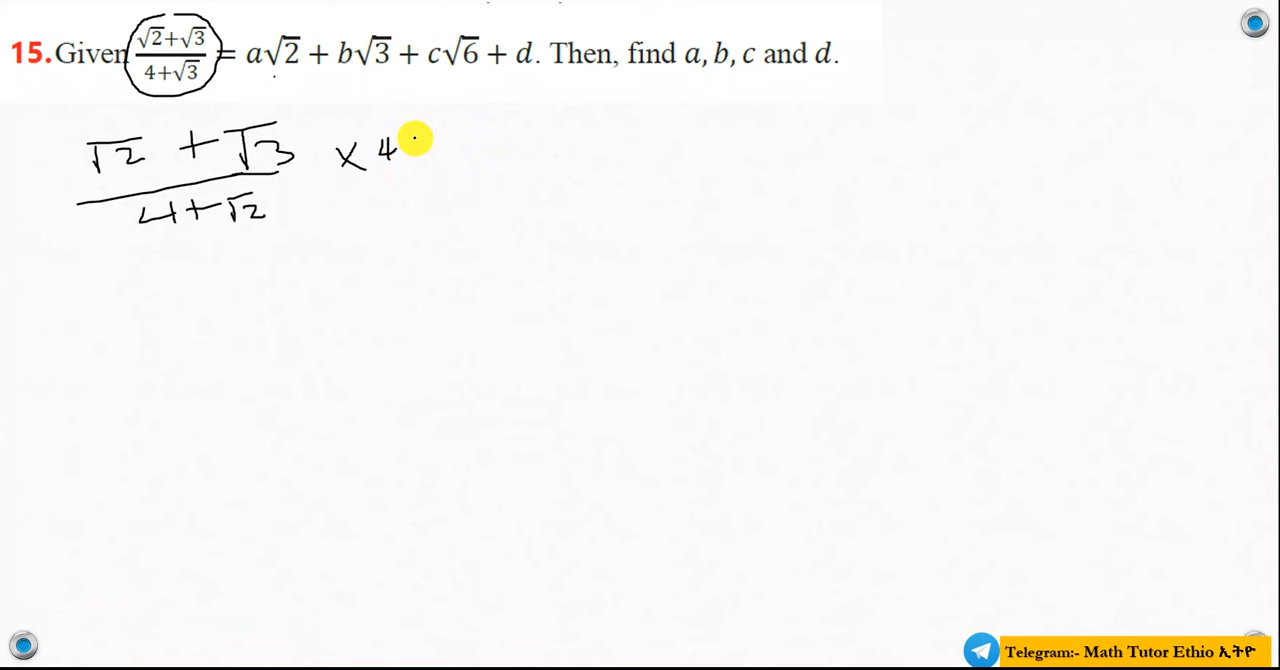 15. Given (√2+√3)/(4+√3) = a√2 + b√3 + c√6 + d. Then, find a, b, c and d.
√2 + √3 × 4
4+√2
Telegram:- Math Tutor Ethio ኢትዮ